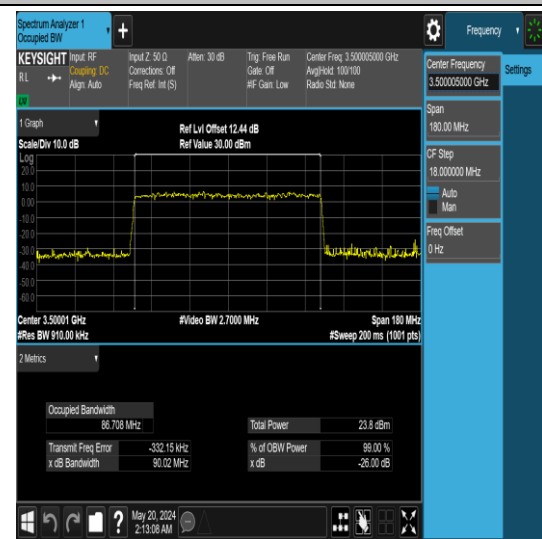 Spectrum Analyzer 1
Occupied BW
Frequency
KEYSIGHT
R L
Input: RF
Coupling: DC
Align: Auto
Input Z: 50 Ω
Corrections: Off
Freq Ref: Int (S)
Atten: 30 dB
Trig: Free Run
Gate: Off
#IF Gain: Low
Center Freq: 3.500005000 GHz
Avg|Hold: 100/100
Radio Std: None
Center Frequency
3.500005000 GHz
Settings
Span
180.00 MHz
CF Step
18.000000 MHz
Auto
Man
Freq Offset
0 Hz
1 Graph
Scale/Div 10.0 dB
Ref Lvl Offset 12.44 dB
Ref Value 30.00 dBm
Log
20.0
10.0
0.00
-10.0
-20.0
-30.0
-40.0
-50.0
-60.0
Center 3.50001 GHz
#Res BW 910.00 kHz
#Video BW 2.7000 MHz
Span 180 MHz
#Sweep 200 ms (1001 pts)
2 Metrics
Occupied Bandwidth
86.708 MHz
Transmit Freq Error -332.15 kHz
x dB Bandwidth 90.02 MHz
Total Power 23.8 dBm
% of OBW Power 99.00 %
x dB -26.00 dB
?
May 20, 2024
2:13:08 AM